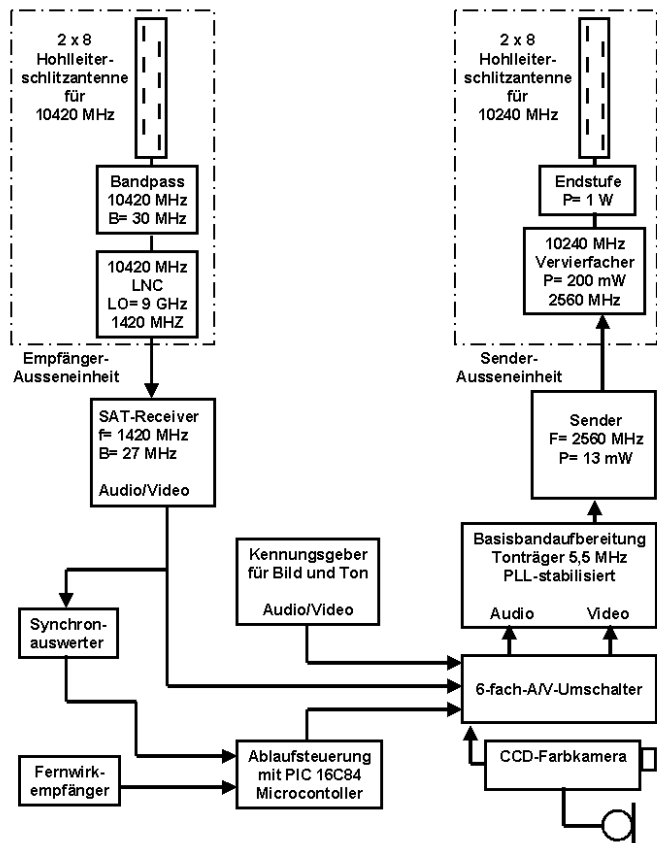 2 x 8
Hohlleiter-
schlitzantenne
für
10420 MHz
Bandpass
10420 MHz
B= 30 MHz
10420 MHz
LNC
LO= 9 GHz
1420 MHZ
Empfänger-
Ausseneinheit
SAT-Receiver
f= 1420 MHz
B= 27 MHz
Audio/Video
Synchron-
auswerter
Fernwirk-
empfänger
Kennungsgeber
für Bild und Ton
Audio/Video
Ablaufsteuerung
mit PIC 16C84
Microcontoller
2 x 8
Hohlleiter-
schlitzantenne
für
10240 MHz
Endstufe
P= 1 W
10240 MHz
Vervierfacher
P= 200 mW
2560 MHz
Sender-
Ausseneinheit
Sender
F= 2560 MHz
P= 13 mW
Basisbandaufbereitung
Tonträger 5,5 MHz
PLL-stabilisiert
Audio Video
6-fach-A/V-Umschalter
CCD-Farbkamera